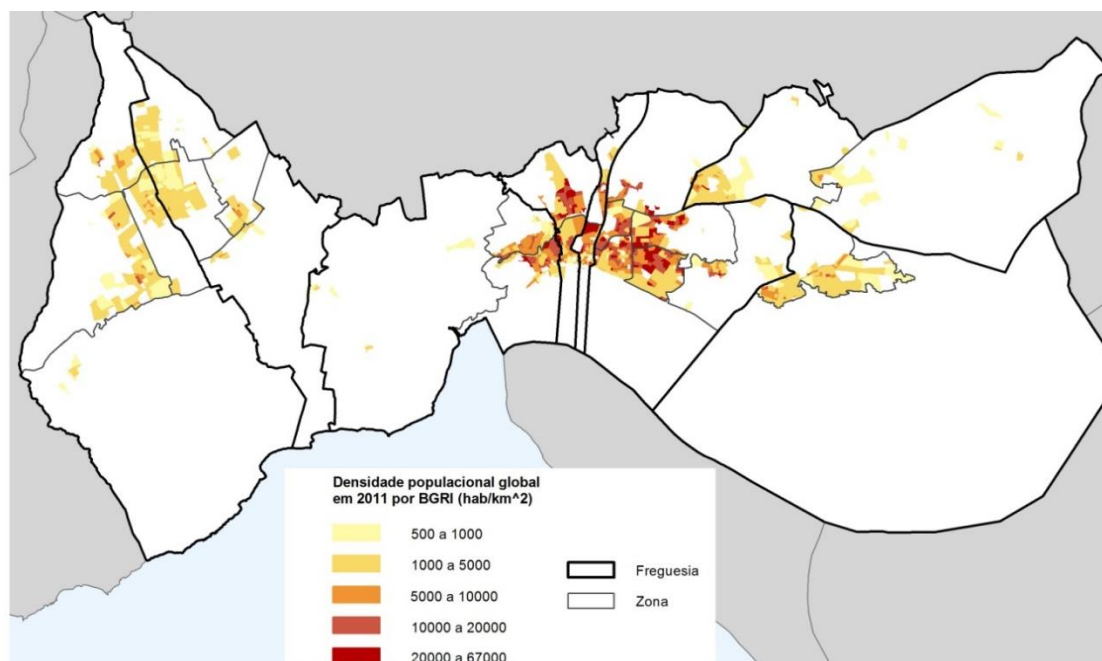 Densidade populacional global
em 2011 por BGRI (hab/km^2)
500 a 1000
1000 a 5000
5000 a 10000
10000 a 20000
20000 a 67000
Freguesia
Zona